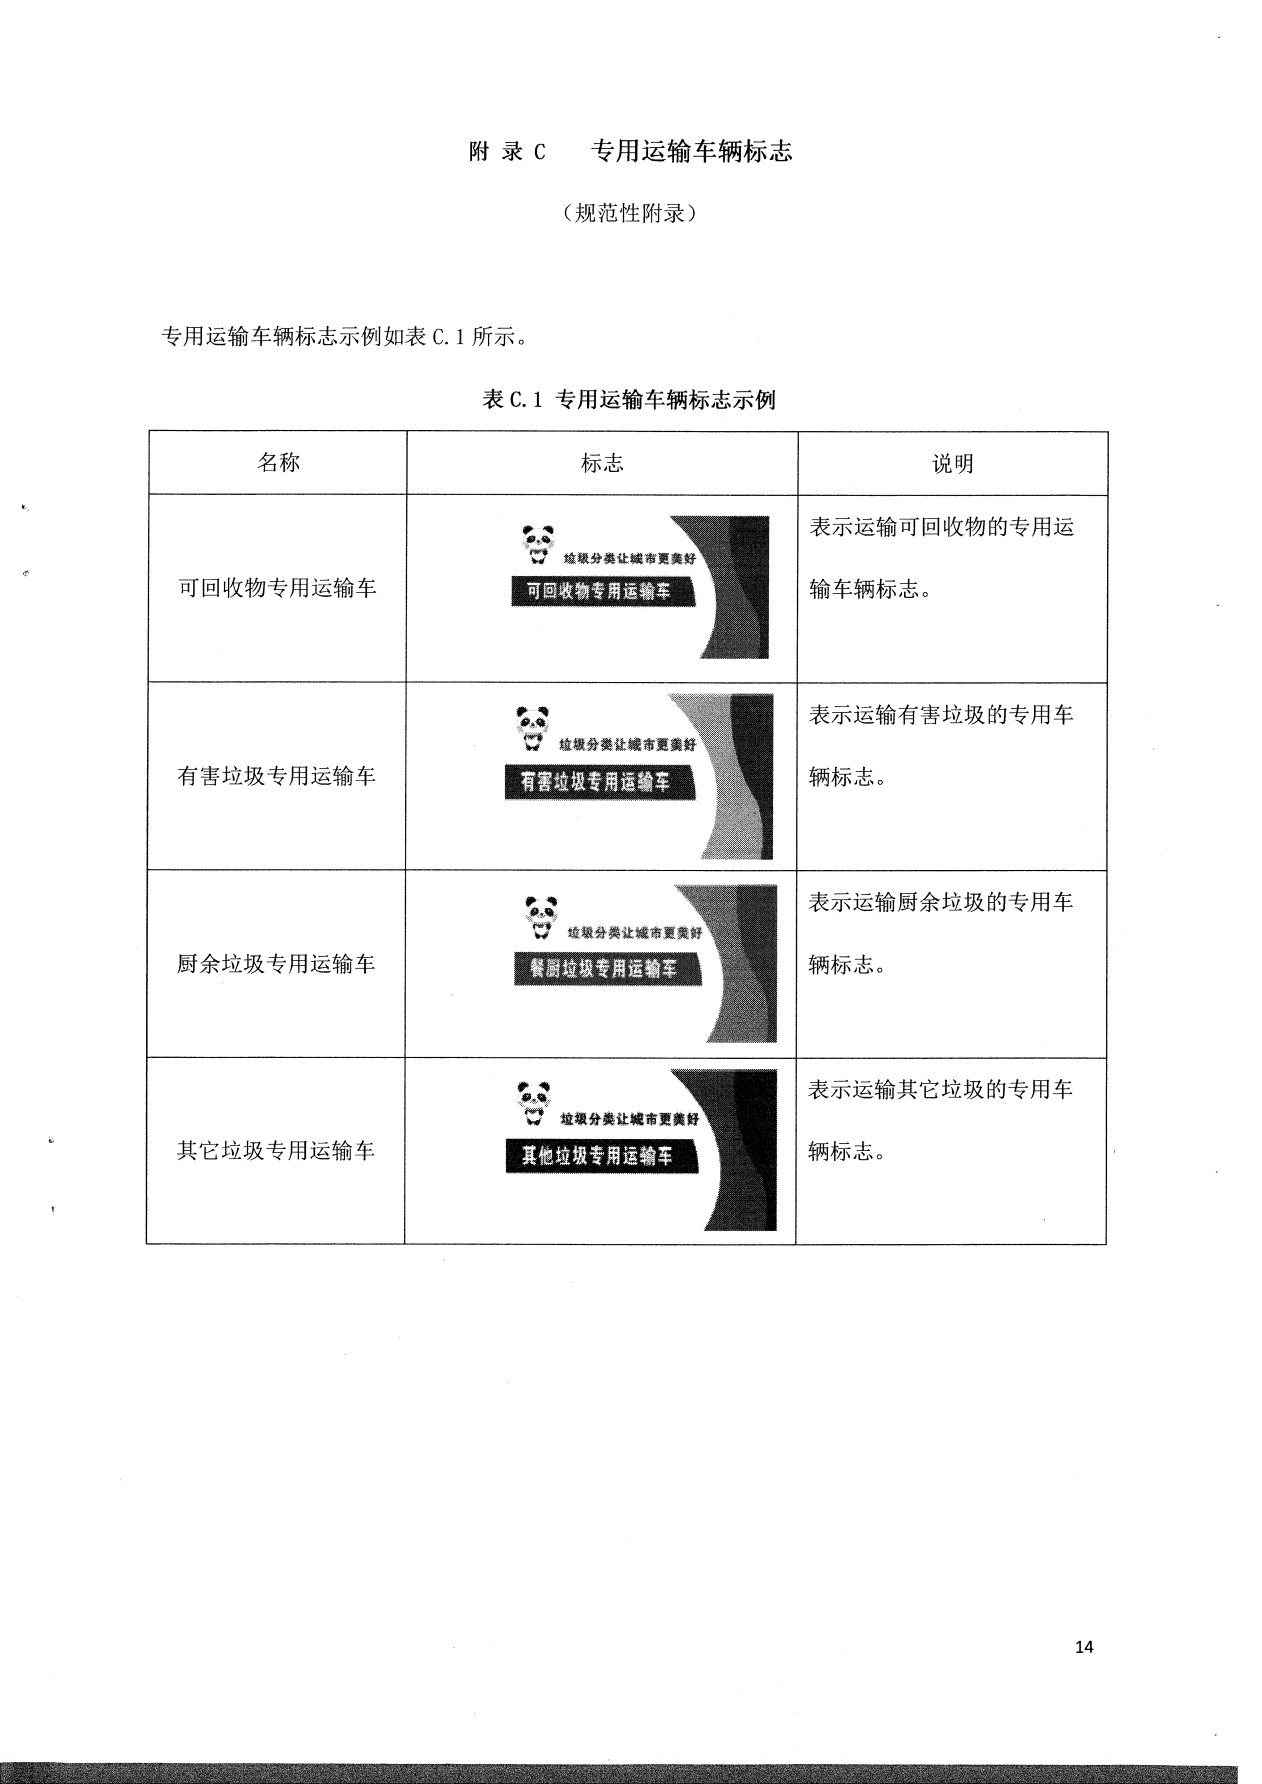 附 录 C 专用运输车辆标志
（规范性附录）
专用运输车辆标志示例如表 C.1 所示。
表 C.1 专用运输车辆标志示例
名称 标志 说明
可回收物专用运输车
垃圾分类让城市更美好
可回收物专用运输车
表示运输可回收物的专用运
输车辆标志。
有害垃圾专用运输车
垃圾分类让城市更美好
有害垃圾专用运输车
表示运输有害垃圾的专用车
辆标志。
厨余垃圾专用运输车
垃圾分类让城市更美好
餐厨垃圾专用运输车
表示运输厨余垃圾的专用车
辆标志。
其它垃圾专用运输车
垃圾分类让城市更美好
其他垃圾专用运输车
表示运输其它垃圾的专用车
辆标志。
14